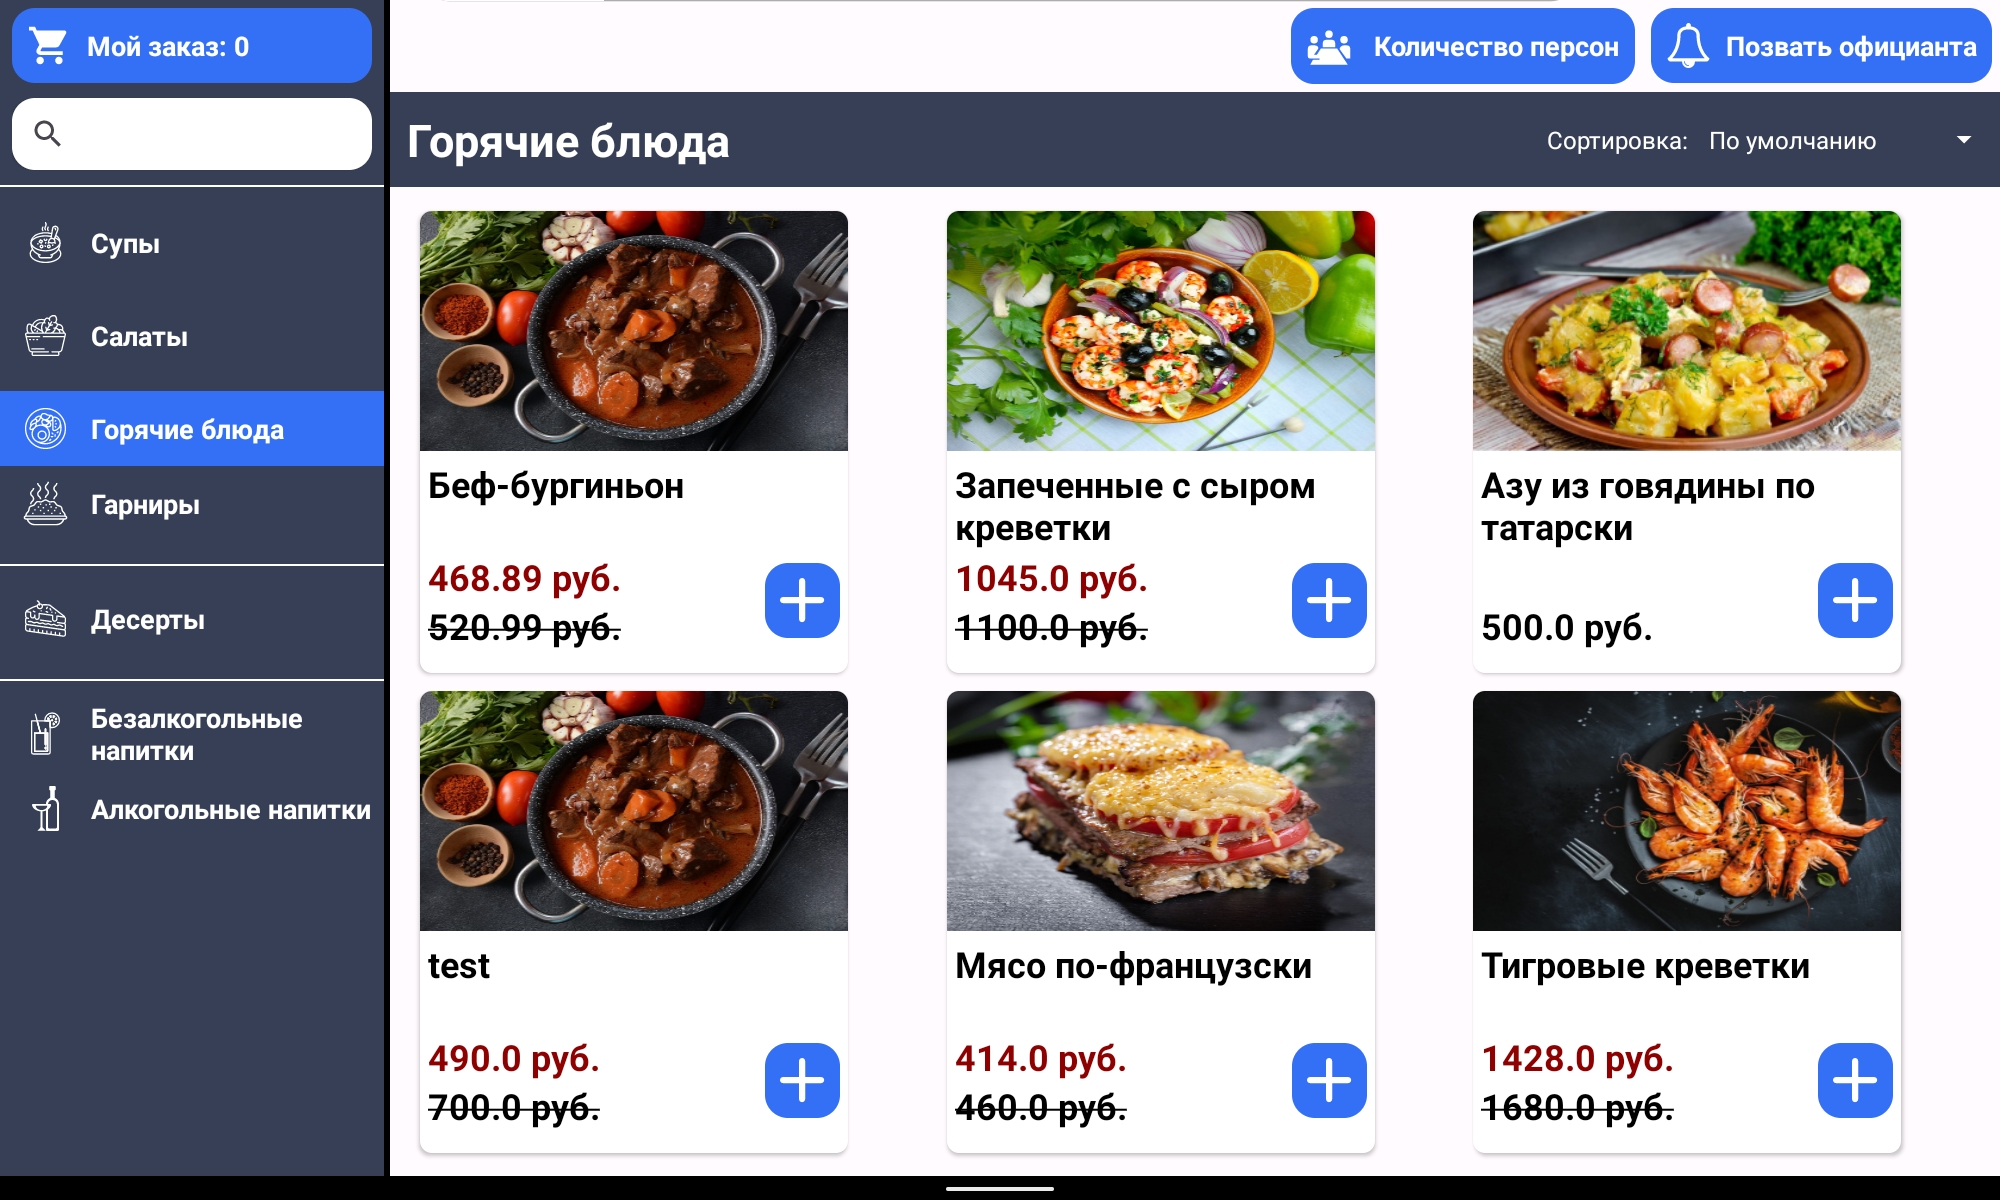 Мой заказ: 0
Количество персон
Позвать официанта
Горячие блюда
Сортировка: По умолчанию
Супы
Салаты
Горячие блюда
Гарниры
Десерты
Безалкогольные
напитки
Алкогольные напитки
Беф-бургиньон
468.89 руб.
520.99 руб.
Запеченные с сыром
креветки
1045.0 руб.
1100.0 руб.
Азу из говядины по
татарски
500.0 руб.
test
490.0 руб.
700.0 руб.
Мясо по-французски
414.0 руб.
460.0 руб.
Тигровые креветки
1428.0 руб.
1680.0 руб.